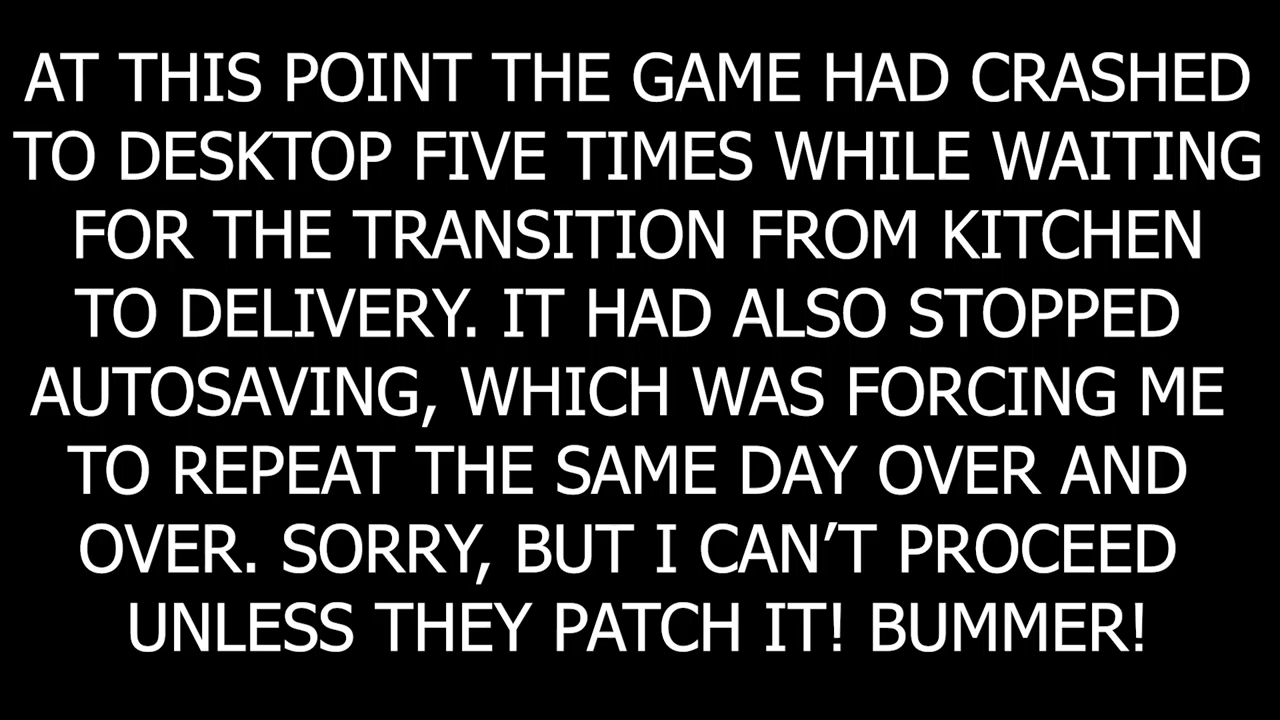 AT THIS POINT THE GAME HAD CRASHED
TO DESKTOP FIVE TIMES WHILE WAITING
FOR THE TRANSITION FROM KITCHEN
TO DELIVERY. IT HAD ALSO STOPPED
AUTOSAVING, WHICH WAS FORCING ME
TO REPEAT THE SAME DAY OVER AND
OVER. SORRY, BUT I CAN’T PROCEED
UNLESS THEY PATCH IT! BUMMER!